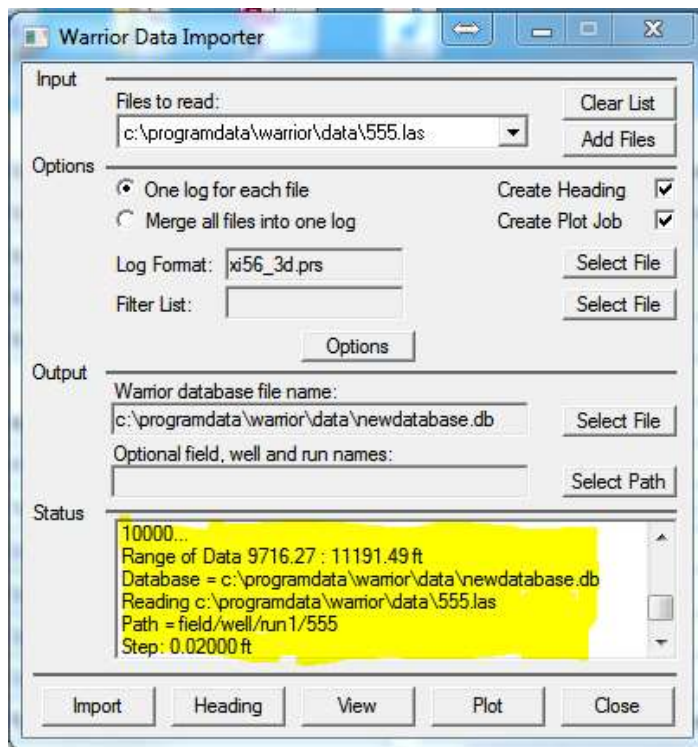 Warrior Data Importer
Input
Files to read:
Clear List
c:\programdata\warrior\data\555.las
Add Files
Options
One log for each file
Create Heading
Merge all files into one log
Create Plot Job
Log Format:
xi56_3d.prs
Select File
Filter List:
Select File
Options
Output
Warrior database file name:
c:\programdata\warrior\data\newdatabase.db
Select File
Optional field, well and run names:
Select Path
Status
10000...
Range of Data 9716.27 : 11191.49 ft
Database = c:\programdata\warrior\data\newdatabase.db
Reading c:\programdata\warrior\data\555.las
Path = field/well/run1/555
Step: 0.02000 ft
Import
Heading
View
Plot
Close